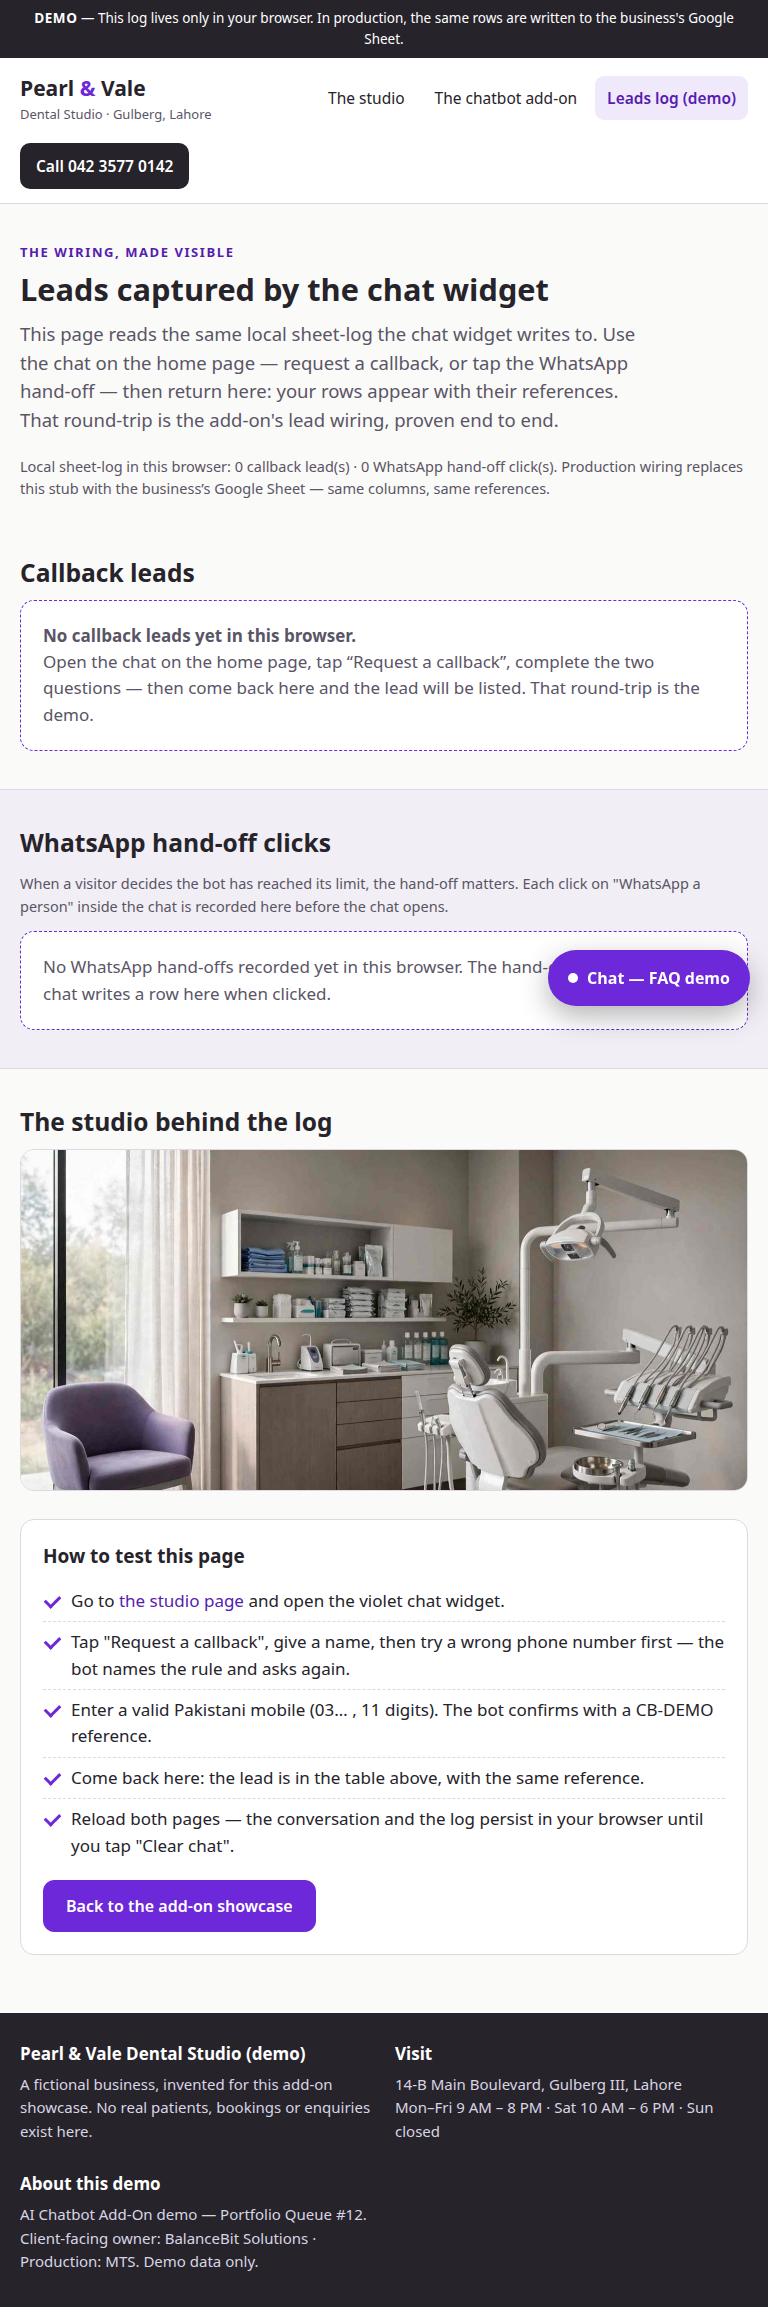 DEMO — This log lives only in your browser. In production, the same rows are written to the business's Google
Sheet.
Pearl & Vale
Dental Studio · Gulberg, Lahore
The studio
The chatbot add-on
Leads log (demo)
Call 042 3577 0142
THE WIRING, MADE VISIBLE
Leads captured by the chat widget
This page reads the same local sheet-log the chat widget writes to. Use
the chat on the home page — request a callback, or tap the WhatsApp
hand-off — then return here: your rows appear with their references.
That round-trip is the add-on's lead wiring, proven end to end.
Local sheet-log in this browser: 0 callback lead(s) · 0 WhatsApp hand-off click(s). Production wiring replaces
this stub with the business’s Google Sheet — same columns, same references.
Callback leads
No callback leads yet in this browser.
Open the chat on the home page, tap “Request a callback”, complete the two
questions — then come back here and the lead will be listed. That round-trip is the
demo.
WhatsApp hand-off clicks
When a visitor decides the bot has reached its limit, the hand-off matters. Each click on "WhatsApp a
person" inside the chat is recorded here before the chat opens.
No WhatsApp hand-offs recorded yet in this browser. The hand-
chat writes a row here when clicked.
Chat — FAQ demo
The studio behind the log
How to test this page
Go to the studio page and open the violet chat widget.
Tap "Request a callback", give a name, then try a wrong phone number first — the
bot names the rule and asks again.
Enter a valid Pakistani mobile (03… , 11 digits). The bot confirms with a CB-DEMO
reference.
Come back here: the lead is in the table above, with the same reference.
Reload both pages — the conversation and the log persist in your browser until
you tap "Clear chat".
Back to the add-on showcase
Pearl & Vale Dental Studio (demo)
A fictional business, invented for this add-on
showcase. No real patients, bookings or enquiries
exist here.
Visit
14-B Main Boulevard, Gulberg III, Lahore
Mon–Fri 9 AM – 8 PM · Sat 10 AM – 6 PM · Sun
closed
About this demo
AI Chatbot Add-On demo — Portfolio Queue #12.
Client-facing owner: BalanceBit Solutions ·
Production: MTS. Demo data only.